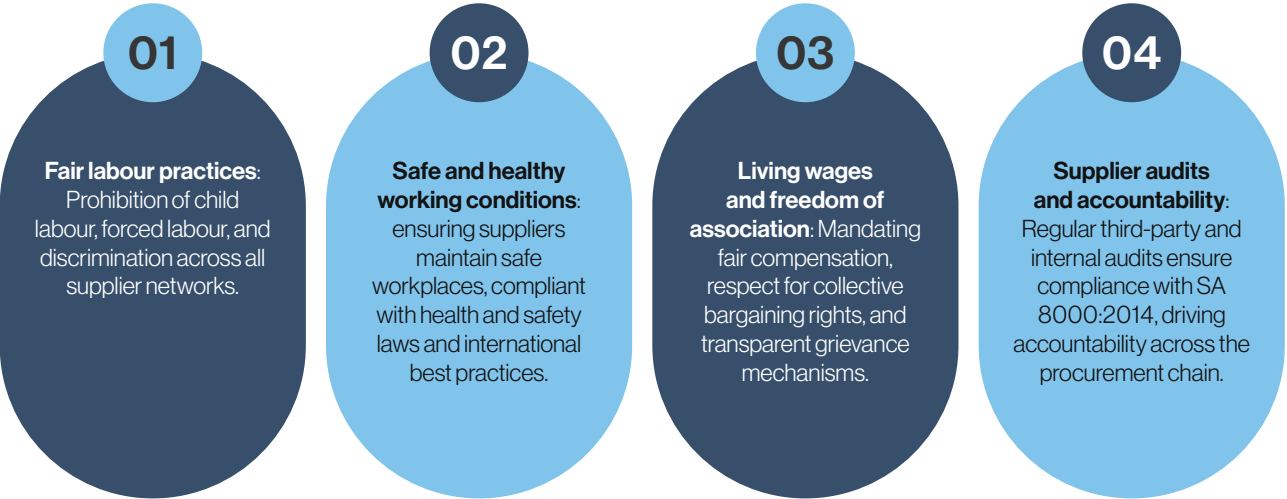 01
Fair labour practices:
Prohibition of child
labour, forced labour, and
discrimination across all
supplier networks.
02
Safe and healthy
working conditions:
ensuring suppliers
maintain safe
workplaces, compliant
with health and safety
laws and international
best practices.
03
Living wages
and freedom of
association: Mandating
fair compensation,
respect for collective
bargaining rights, and
transparent grievance
mechanisms.
04
Supplier audits
and accountability:
Regular third-party and
internal audits ensure
compliance with SA
8000:2014, driving
accountability across the
procurement chain.